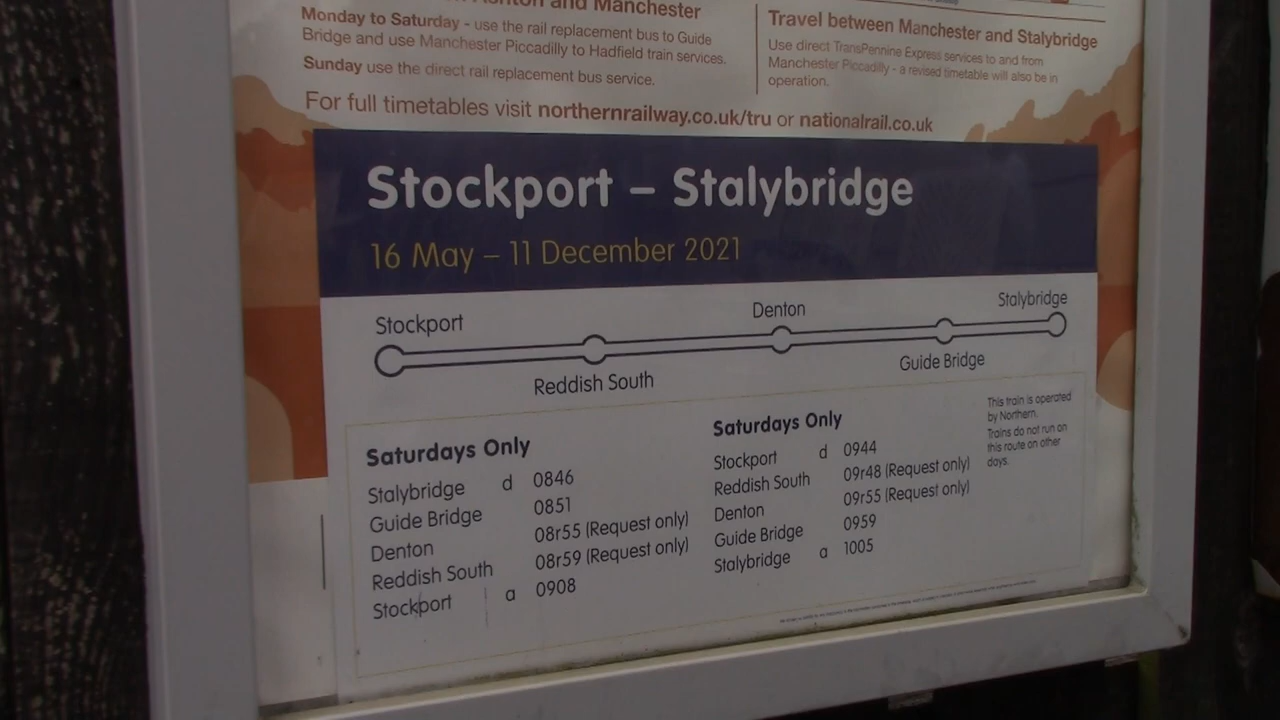 Ashton and Manchester
Monday to Saturday - use the rail replacement bus to Guide
Bridge and use Manchester Piccadilly to Hadfield train services.
Sunday use the direct rail replacement bus service.
Travel between Manchester and Stalybridge
Use direct TransPennine Express services to and from
Manchester Piccadilly - a revised timetable will also be in
operation.
For full timetables visit northernrailway.co.uk/tru or nationalrail.co.uk
Stockport – Stalybridge
16 May – 11 December 2021
Stockport
Reddish South
Denton
Guide Bridge
Stalybridge
Saturdays Only
Stalybridge d 0846
Guide Bridge 0851
Denton 08r55 (Request only)
Reddish South 08r59 (Request only)
Stockport a 0908
Saturdays Only
Stockport d 0944
Reddish South 09r48 (Request only)
Denton 09r55 (Request only)
Guide Bridge 0959
Stalybridge a 1005
This train is operated
by Northern.
Trains do not run on
this route on other
days.